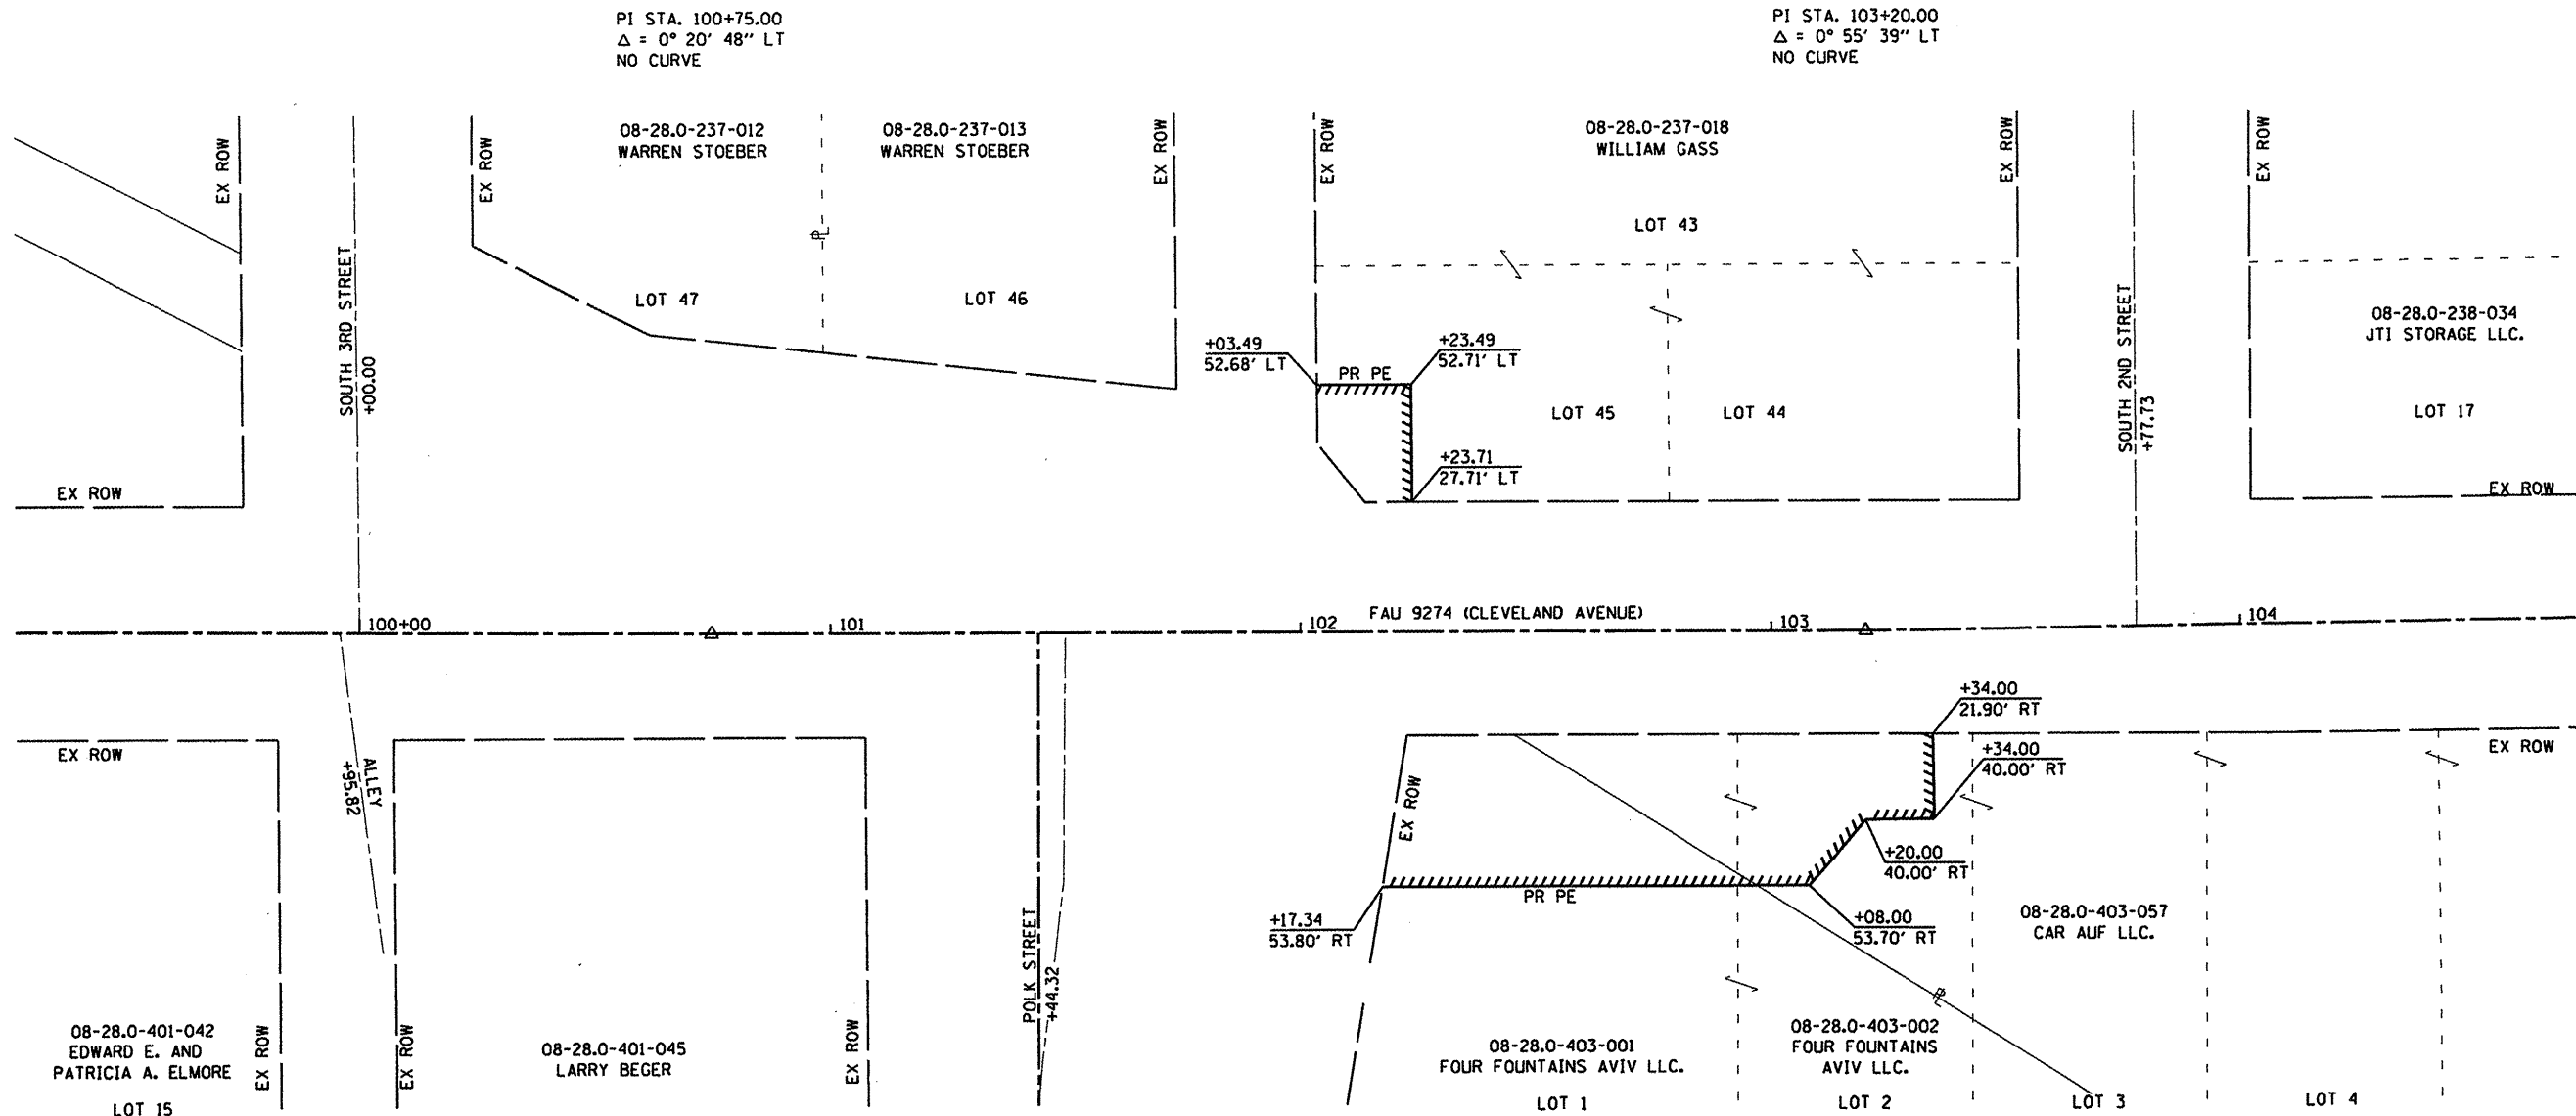 PI STA. 100+75.00
Δ = 0° 20' 48" LT
NO CURVE
PI STA. 103+20.00
Δ = 0° 55' 39" LT
NO CURVE
EX ROW
SOUTH 3RD STREET
+00.00
EX ROW
08-28.0-237-012
WARREN STOEBER
08-28.0-237-013
WARREN STOEBER
EX ROW
EX ROW
08-28.0-237-018
WILLIAM GASS
EX ROW
EX ROW
LOT 43
PL
LOT 47
LOT 46
SOUTH 2ND STREET
+77.73
08-28.0-238-034
JTI STORAGE LLC.
+03.49
52.68' LT
PR PE
+23.49
52.71' LT
LOT 45
LOT 44
LOT 17
+23.71
27.71' LT
EX ROW
EX ROW
100+00
101
102
FAU 9274 (CLEVELAND AVENUE)
103
104
+34.00
21.90' RT
EX ROW
ALLEY
+95.82
EX ROW
+34.00
40.00' RT
EX ROW
+20.00
40.00' RT
PR PE
+17.34
53.80' RT
+08.00
53.70' RT
08-28.0-403-057
CAR AUF LLC.
POLK STREET
+44.32
PL
08-28.0-401-042
EDWARD E. AND
PATRICIA A. ELMORE
LOT 15
EX ROW
EX ROW
08-28.0-401-045
LARRY BEGER
EX ROW
08-28.0-403-001
FOUR FOUNTAINS AVIV LLC.
LOT 1
08-28.0-403-002
FOUR FOUNTAINS
AVIV LLC.
LOT 2
LOT 3
LOT 4